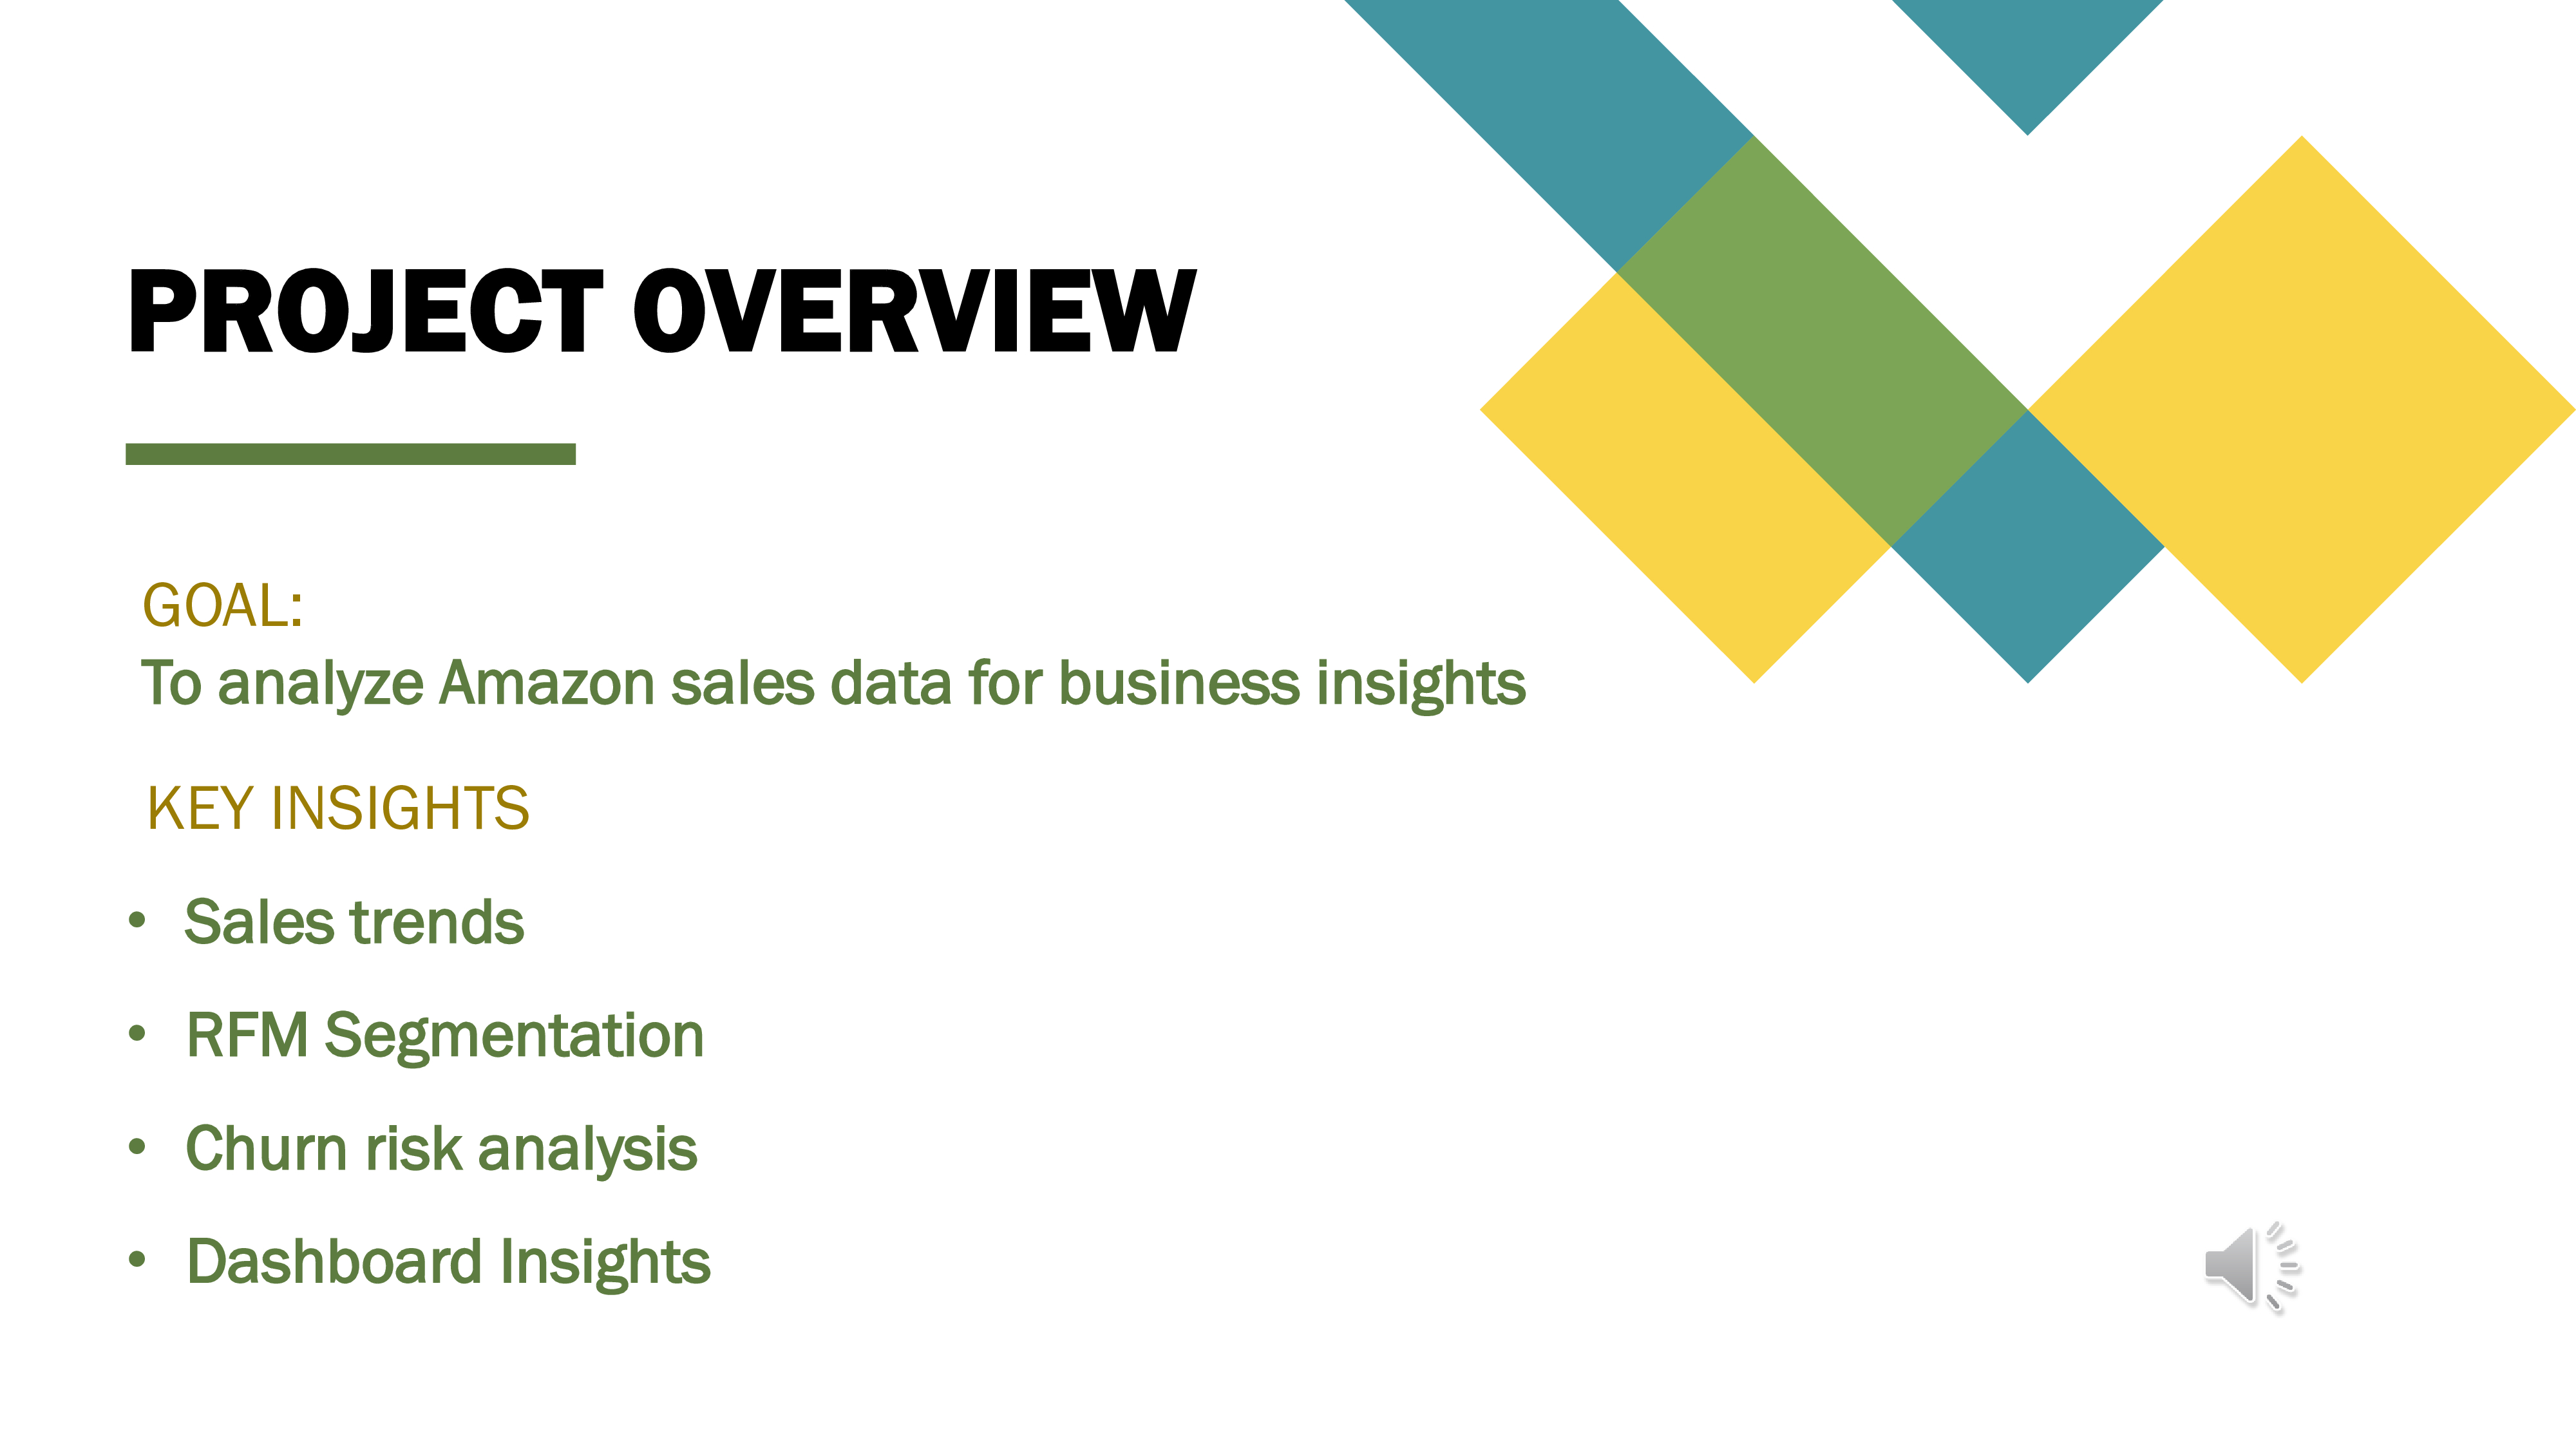 PROJECT OVERVIEW
GOAL:
To analyze Amazon sales data for business insights
KEY INSIGHTS
• Sales trends
• RFM Segmentation
• Churn risk analysis
• Dashboard Insights